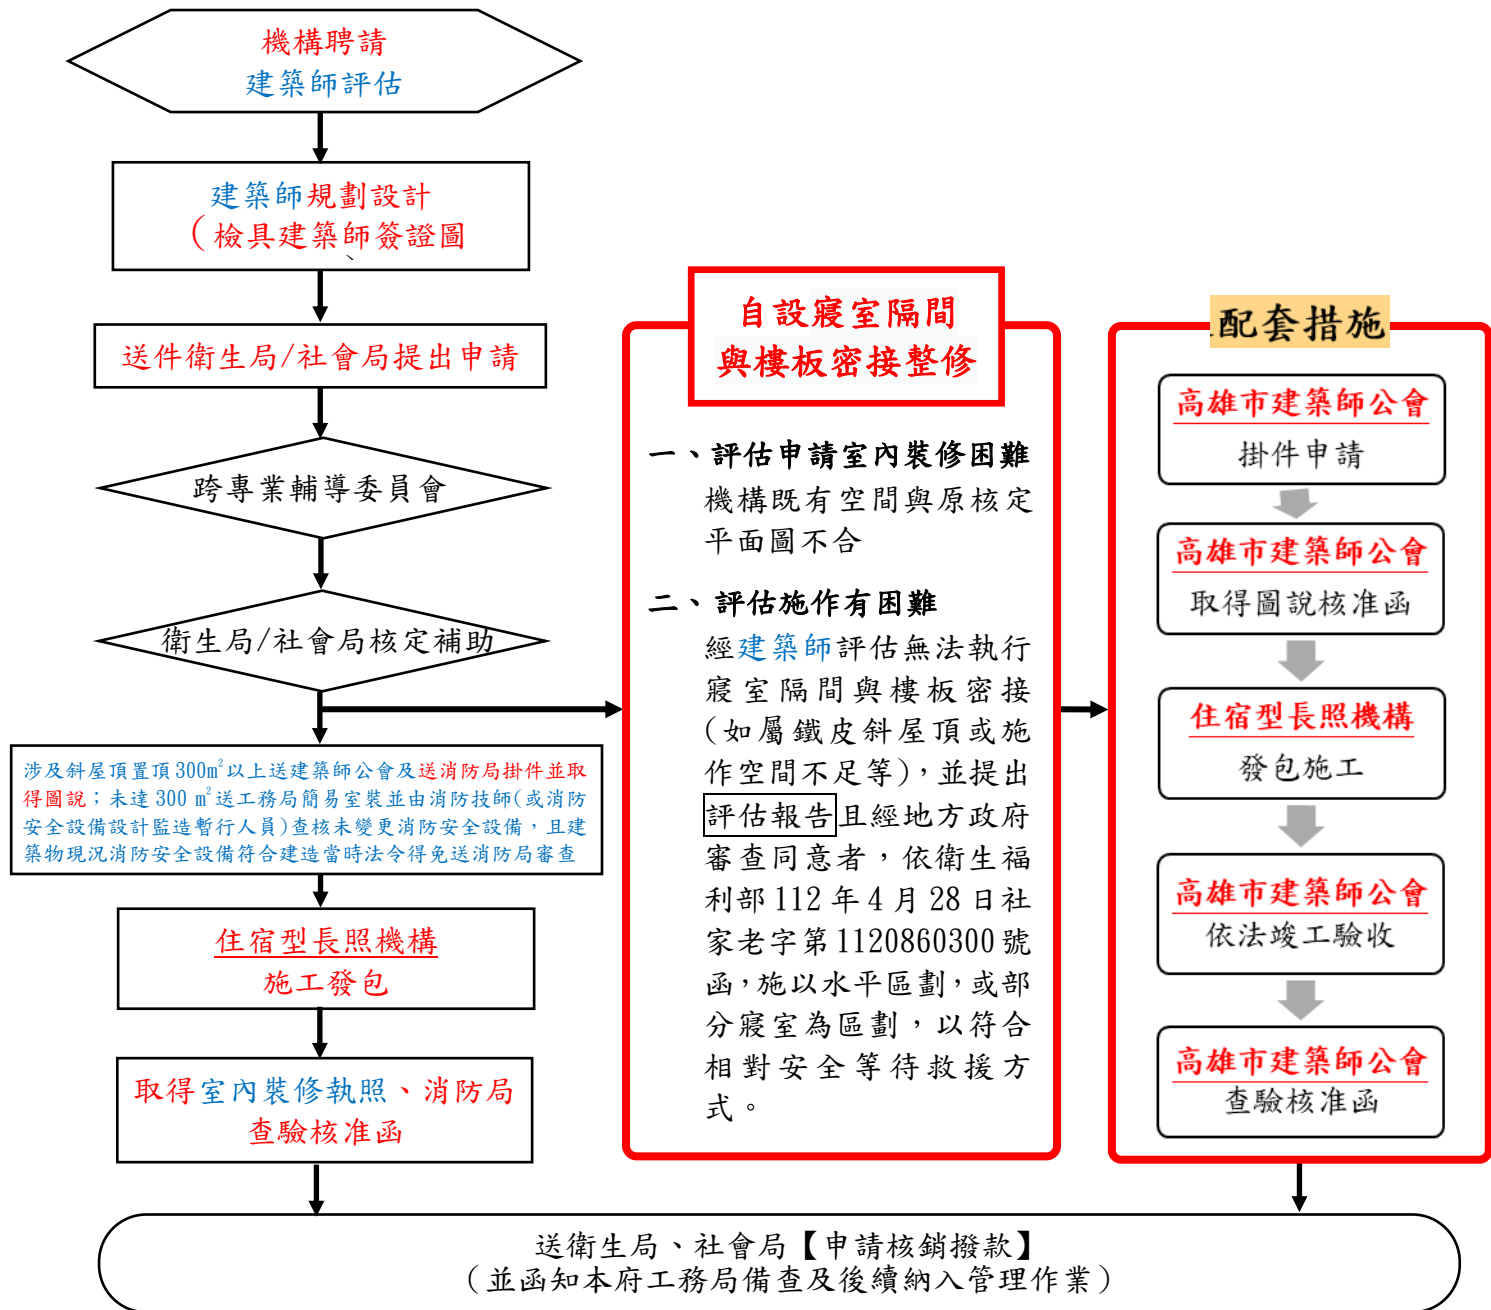 機構聘請
建築師評估
建築師規劃設計
（檢具建築師簽證圖
、
送件衛生局/社會局提出申請
跨專業輔導委員會
衛生局/社會局核定補助
涉及斜屋頂置頂300m²以上送建築師公會及送消防局掛件並取
得圖說；未達300 m²送工務局簡易室裝並由消防技師(或消防
安全設備設計監造暫行人員)查核未變更消防安全設備，且建
築物現況消防安全設備符合建造當時法令得免送消防局審查
住宿型長照機構
施工發包
取得室內裝修執照、消防局
查驗核准函
自設寢室隔間
與樓板密接整修
一、評估申請室內裝修困難
機構既有空間與原核定
平面圖不合
二、評估施作有困難
經建築師評估無法執行
寢室隔間與樓板密接
(如屬鐵皮斜屋頂或施
作空間不足等)，並提出
評估報告且經地方政府
審查同意者，依衛生福
利部112年4月28日社
家老字第1120860300號
函，施以水平區劃，或部
分寢室為區劃，以符合
相對安全等待救援方
式。
配套措施
高雄市建築師公會
掛件申請
高雄市建築師公會
取得圖說核准函
住宿型長照機構
發包施工
高雄市建築師公會
依法竣工驗收
高雄市建築師公會
查驗核准函
送衛生局、社會局【申請核銷撥款】
（並函知本府工務局備查及後續納入管理作業）